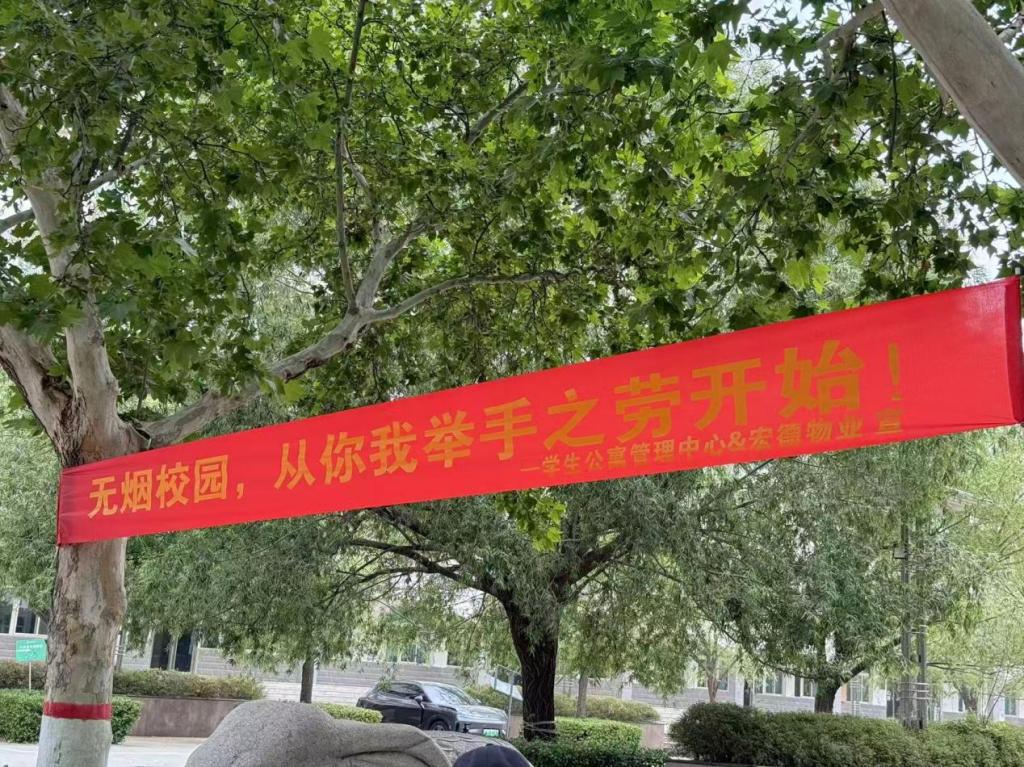 无烟校园，从你我举手之劳开始！
—学生公寓管理中心&宏德物业 宣